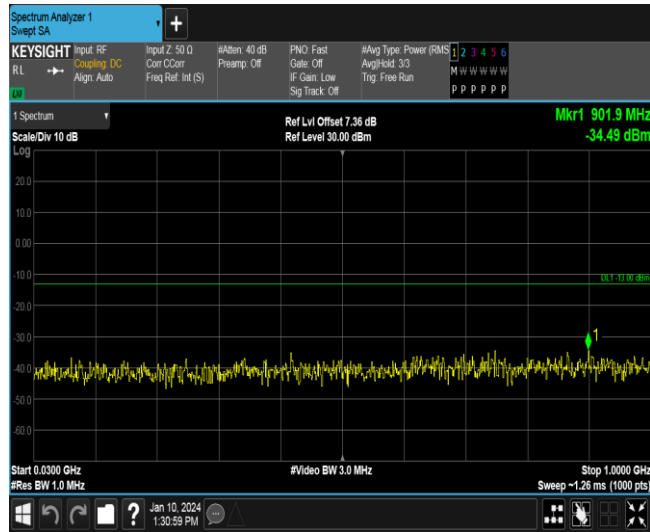 Spectrum Analyzer 1
Swept SA
+
KEYSIGHT Input: RF Input Z: 50 Ω #Atten: 40 dB PNO: Fast #Avg Type: Power (RMS 1 2 3 4 5 6
RL Coupling: DC Corr CCorr Preamp: Off Gate: Off Avg|Hold: 3/3 M W W W W W
Align: Auto Freq Ref: Int (S) IF Gain: Low Trig: Free Run
LXI Sig Track: Off P P P P P P
1 Spectrum Ref Lvl Offset 7.36 dB Mkr1 901.9 MHz
Scale/Div 10 dB Ref Level 30.00 dBm -34.49 dBm
Log
20.0
10.0
0.00
-10.0
DL1 -13.00 dBm
-20.0
-30.0
1
-40.0
-50.0
-60.0
Start 0.0300 GHz #Video BW 3.0 MHz Stop 1.0000 GHz
#Res BW 1.0 MHz Sweep ~1.26 ms (1000 pts)
? Jan 10, 2024
1:30:59 PM